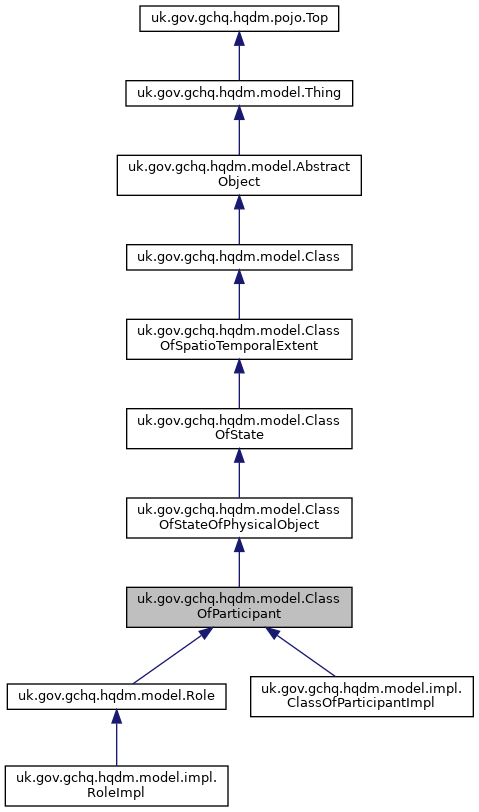 uk.gov.gchq.hqdm.pojo.Top
uk.gov.gchq.hqdm.model.Thing
uk.gov.gchq.hqdm.model.Abstract
Object
uk.gov.gchq.hqdm.model.Class
uk.gov.gchq.hqdm.model.Class
OfSpatioTemporalExtent
uk.gov.gchq.hqdm.model.Class
OfState
uk.gov.gchq.hqdm.model.Class
OfStateOfPhysicalObject
uk.gov.gchq.hqdm.model.Class
OfParticipant
uk.gov.gchq.hqdm.model.Role
uk.gov.gchq.hqdm.model.impl.
ClassOfParticipantImpl
uk.gov.gchq.hqdm.model.impl.
RoleImpl